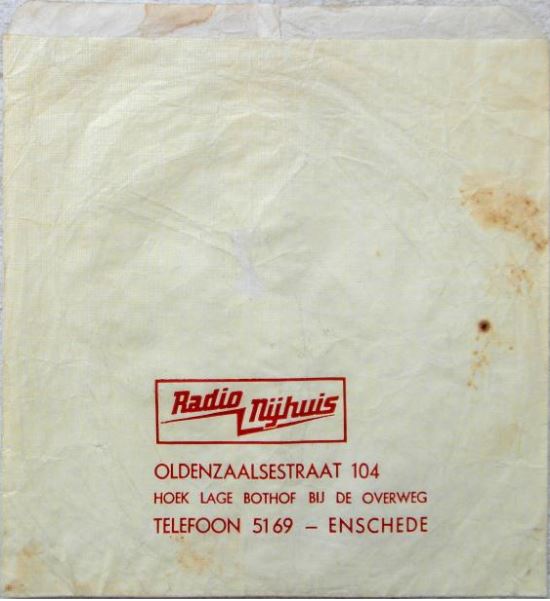 Radio Nijhuis
OLDENZAALSESTRAAT 104
HOEK LAGE BOTHOF BIJ DE OVERWEG
TELEFOON 5169 – ENSCHEDE